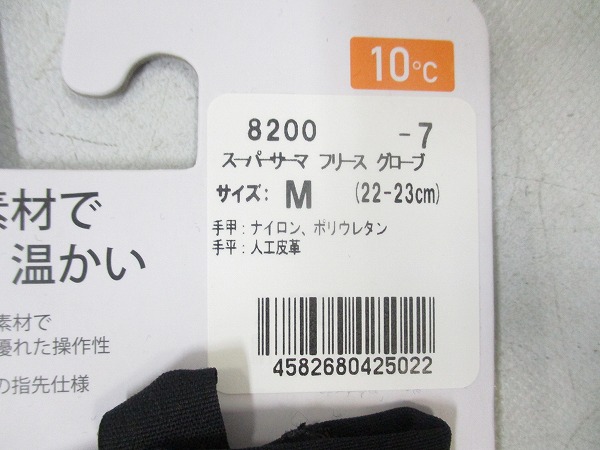 10℃
8200 -7
スーパーサーマ フリース グローブ
サイズ: M (22-23cm)
手甲:ナイロン、ポリウレタン
手平:人工皮革
4582680425022
素材で
温かい
素材で
優れた操作性
の指先仕様